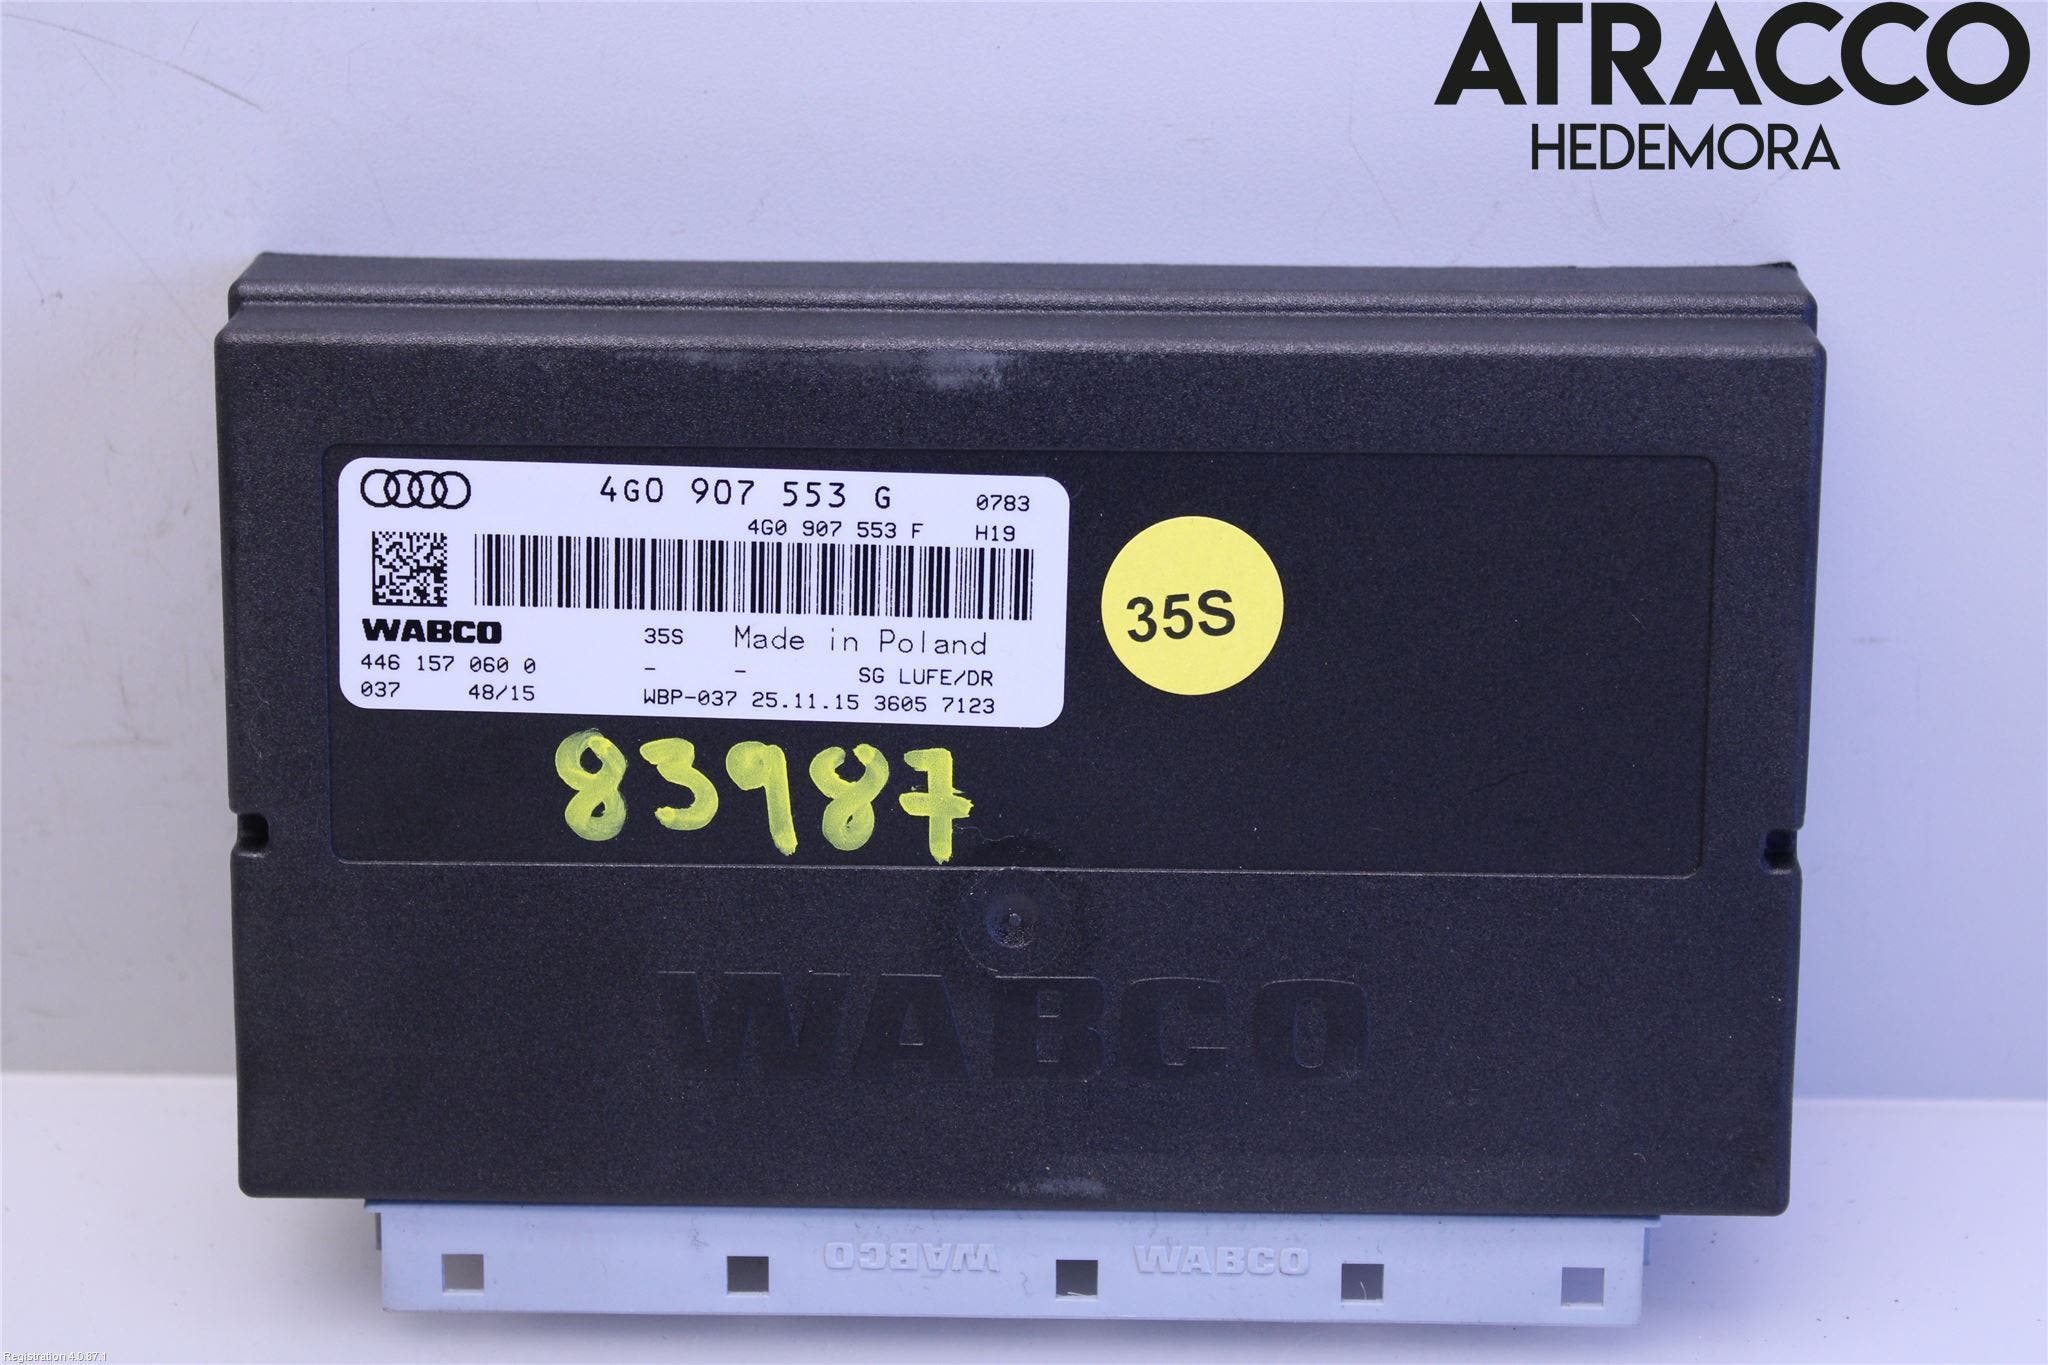 ATRACCO
HEDEMORA
4G0 907 553 G 0783
4G0 907 553 F H19
WABCO 35S Made in Poland
446 157 060 0 - - SG LUFE/DR
037 48/15 WBP-037 25.11.15 3605 7123
35S
83987
WABCO
WABCO WABCO
Registration 4.0.87.1